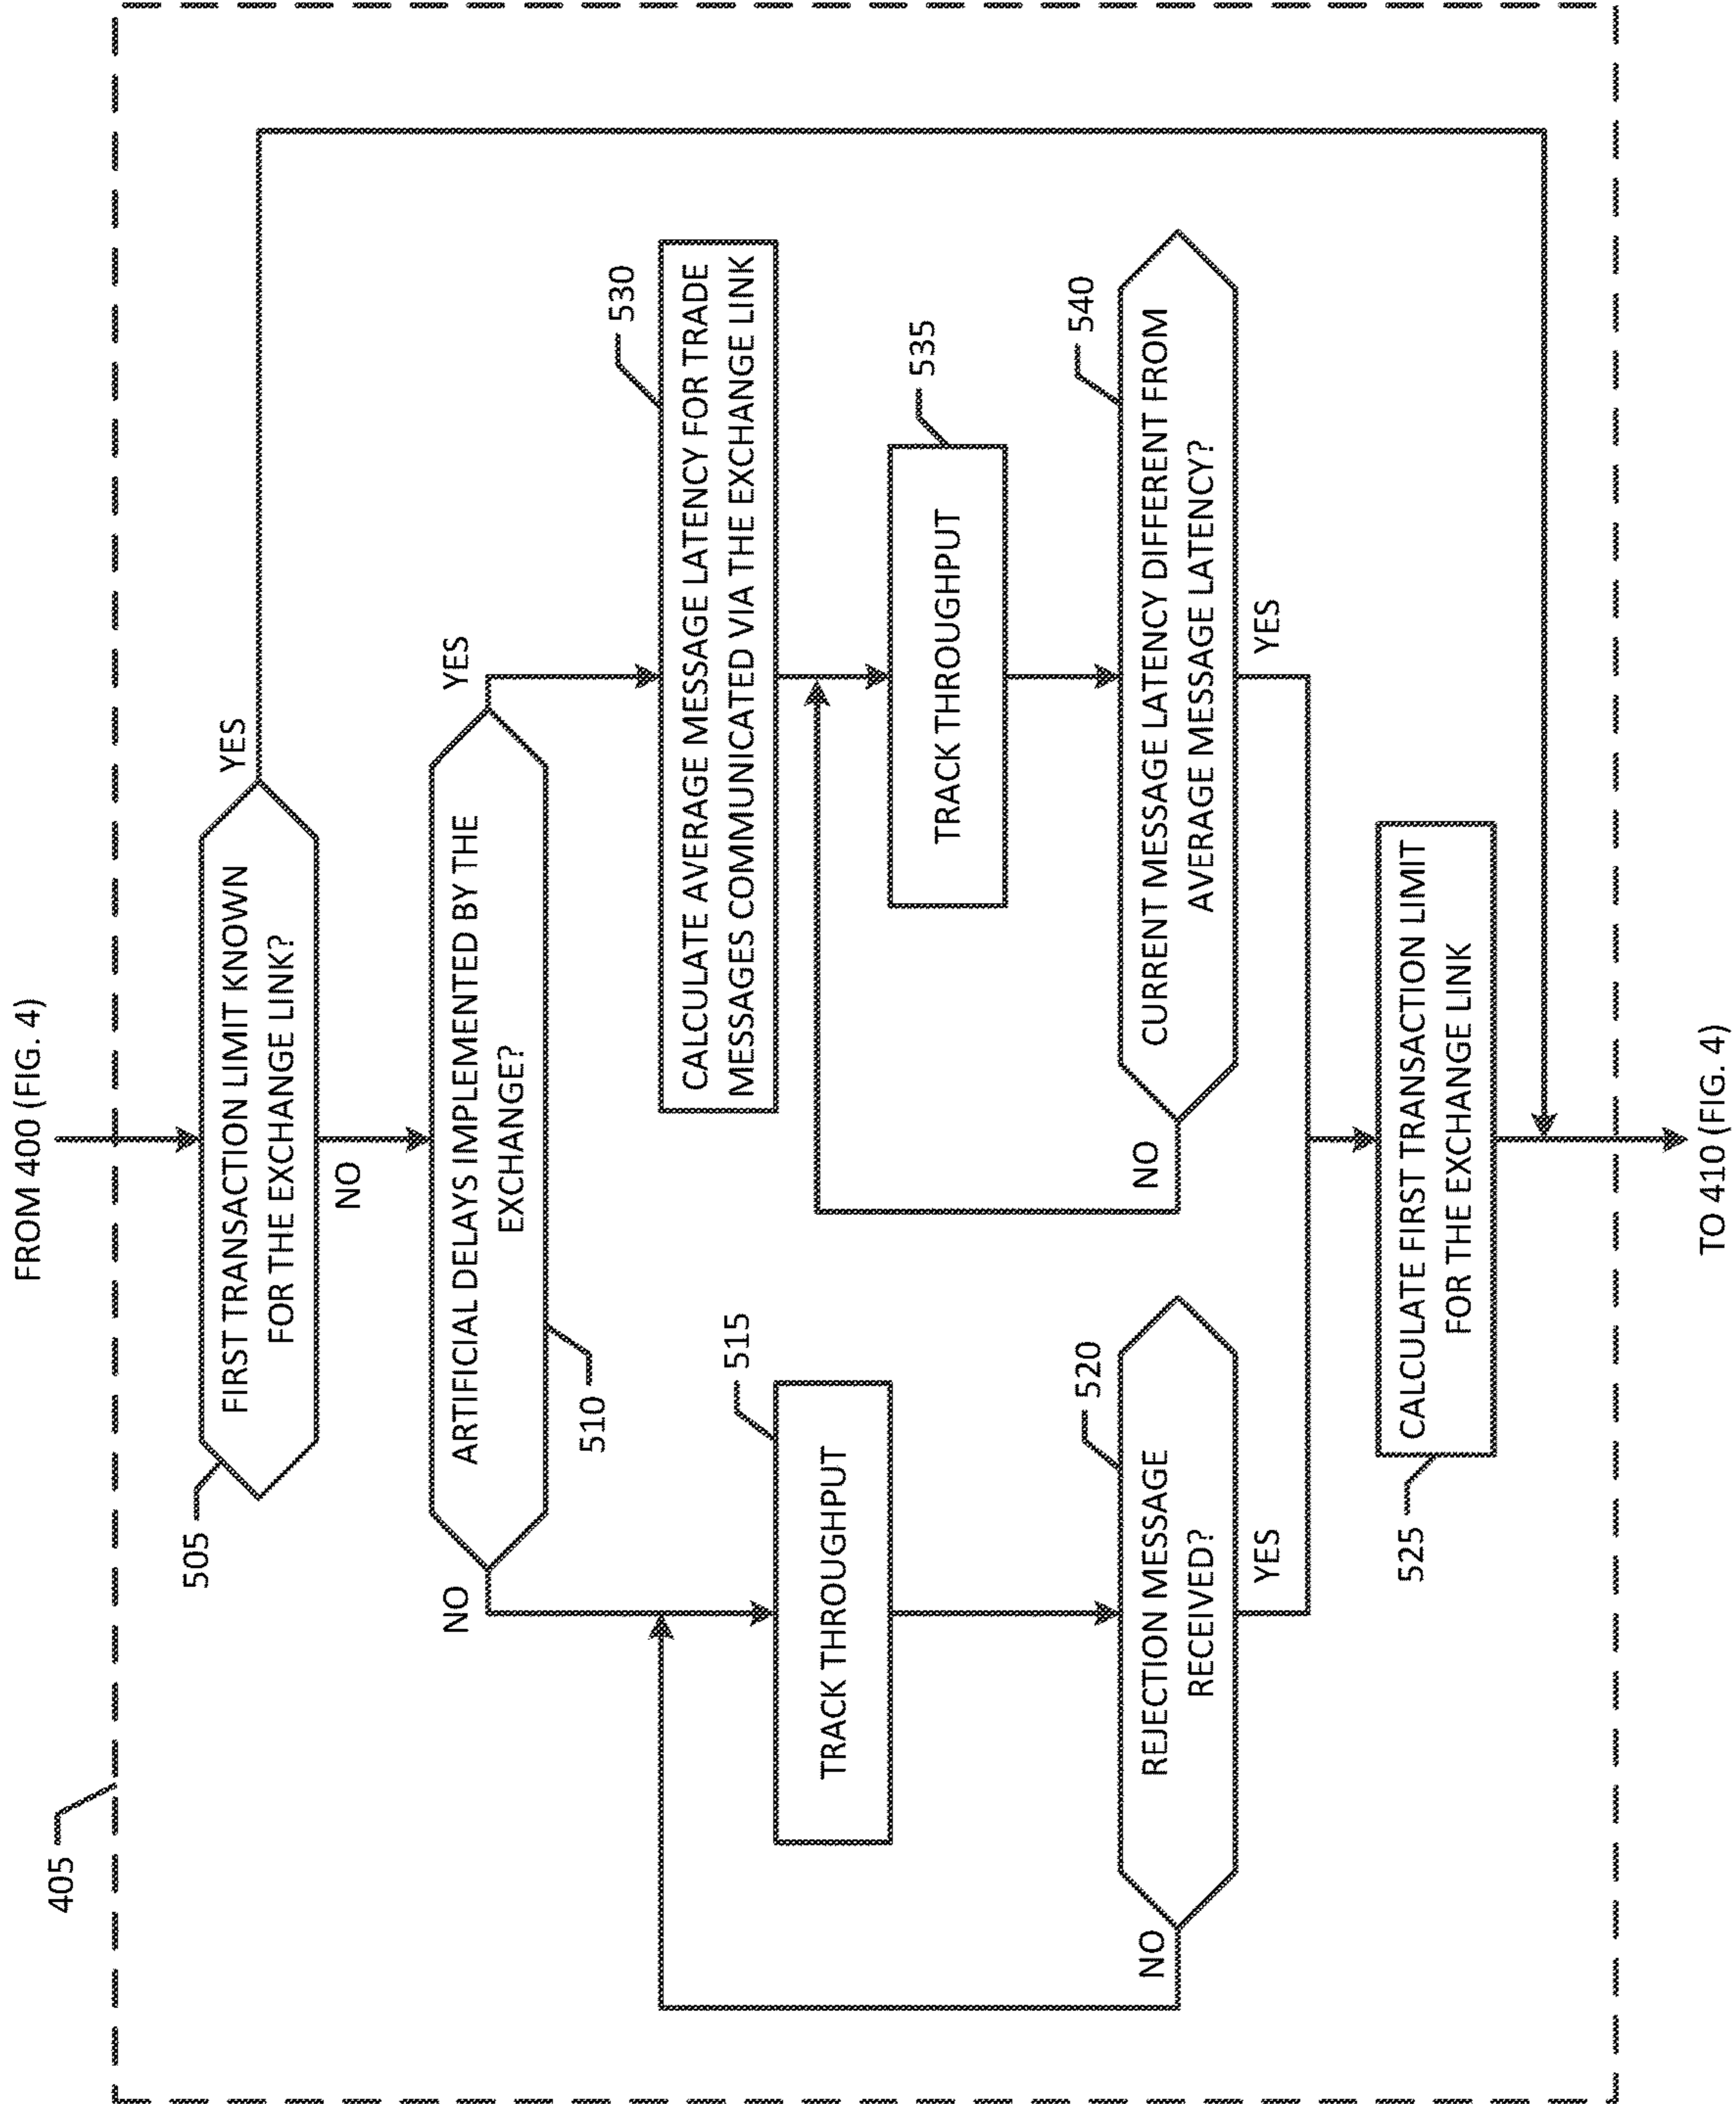 FROM 400 (FIG. 4)
405
505
FIRST TRANSACTION LIMIT KNOWN
FOR THE EXCHANGE LINK?
YES
NO
ARTIFICIAL DELAYS IMPLEMENTED BY THE
EXCHANGE?
510
NO
YES
515
TRACK THROUGHPUT
520
REJECTION MESSAGE
RECEIVED?
NO
YES
530
CALCULATE AVERAGE MESSAGE LATENCY FOR TRADE
MESSAGES COMMUNICATED VIA THE EXCHANGE LINK
535
TRACK THROUGHPUT
540
CURRENT MESSAGE LATENCY DIFFERENT FROM
AVERAGE MESSAGE LATENCY?
NO
YES
525
CALCULATE FIRST TRANSACTION LIMIT
FOR THE EXCHANGE LINK
TO 410 (FIG. 4)